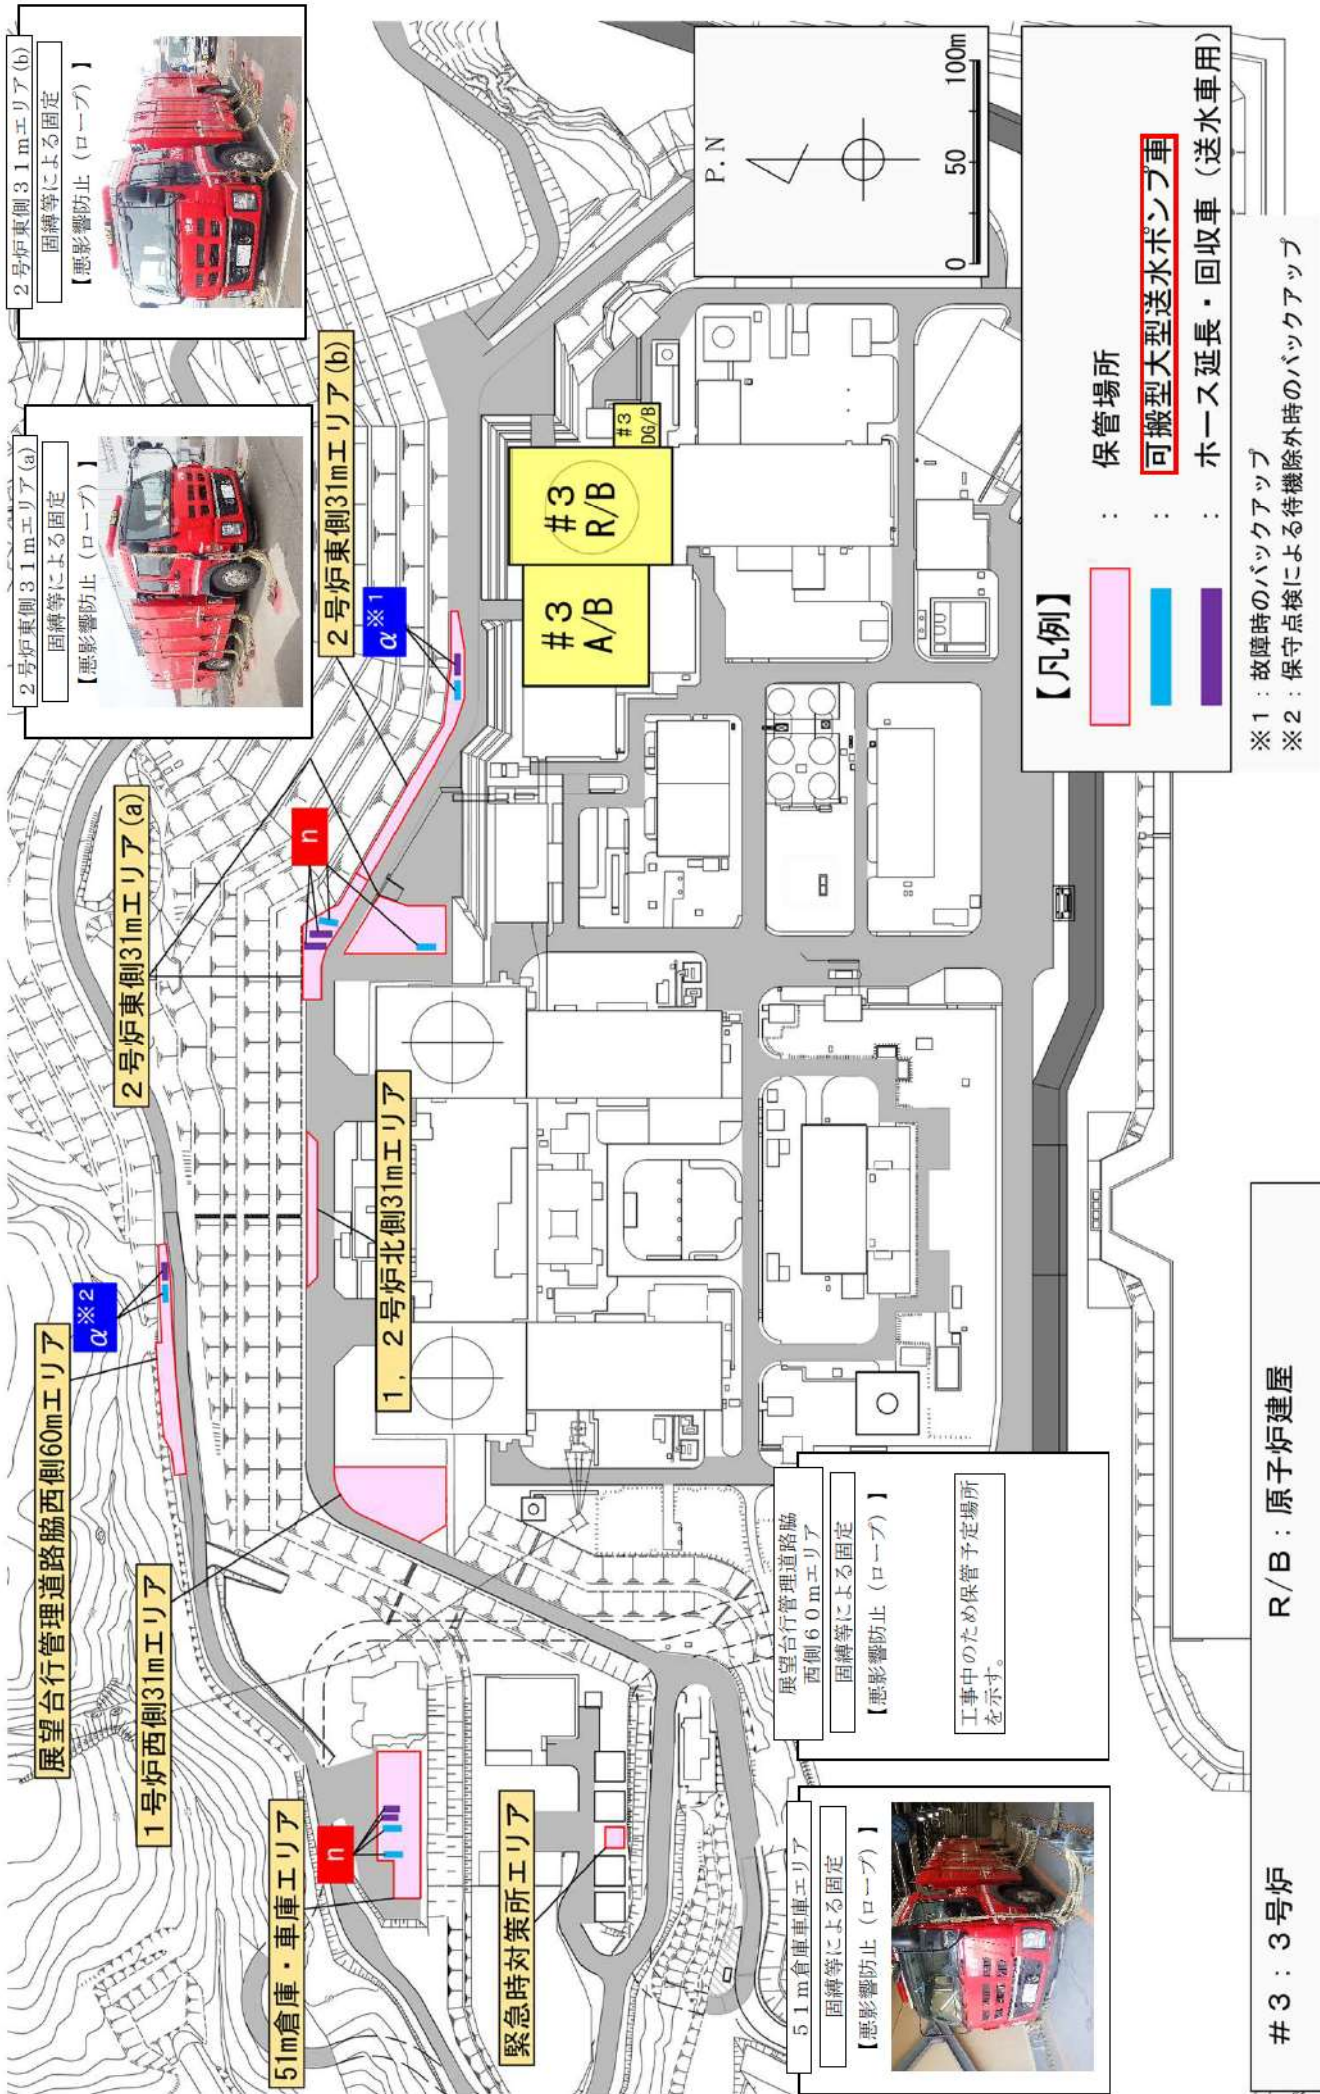 51m倉庫・車庫エリア
緊急時対策所エリア
1号炉西側31mエリア
展望台行管理道路脇西側60mエリア
α※2
n
1，2号炉北側31mエリア
2号炉東側31mエリア(a)
n
2号炉東側31mエリア(b)
α※1
#3
A/B
#3
R/B
#3
DG/B
2号炉東側31mエリア(a)
固縛等による固定
【悪影響防止（ロープ）】
2号炉東側31mエリア(b)
固縛等による固定
【悪影響防止（ロープ）】
51m倉庫車庫エリア
固縛等による固定
【悪影響防止（ロープ）】
展望台行管理道路脇
西側60mエリア
固縛等による固定
【悪影響防止（ロープ）】
工事中のため保管予定場所
を示す。
P.N
0 50 100m
【凡例】
：保管場所
：可搬型大型送水ポンプ車
：ホース延長・回収車（送水車用）
※1：故障時のバックアップ
※2：保守点検による待機除外時のバックアップ
#3：3号炉 R/B：原子炉建屋